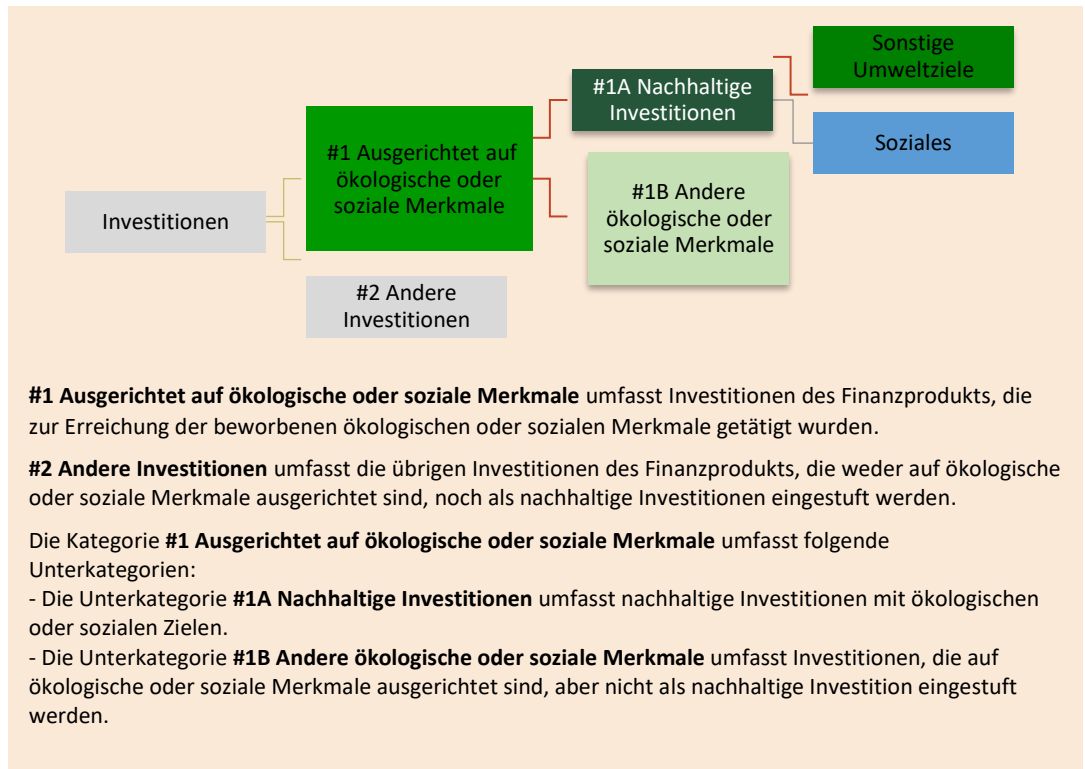 Sonstige
Umweltziele
#1A Nachhaltige
Investitionen
Soziales
#1 Ausgerichtet auf
ökologische oder
soziale Merkmale
#1B Andere
ökologische oder
soziale Merkmale
Investitionen
#2 Andere
Investitionen
#1 Ausgerichtet auf ökologische oder soziale Merkmale umfasst Investitionen des Finanzprodukts, die
zur Erreichung der beworbenen ökologischen oder sozialen Merkmale getätigt wurden.
#2 Andere Investitionen umfasst die übrigen Investitionen des Finanzprodukts, die weder auf ökologische
oder soziale Merkmale ausgerichtet sind, noch als nachhaltige Investitionen eingestuft werden.
Die Kategorie #1 Ausgerichtet auf ökologische oder soziale Merkmale umfasst folgende
Unterkategorien:
- Die Unterkategorie #1A Nachhaltige Investitionen umfasst nachhaltige Investitionen mit ökologischen
oder sozialen Zielen.
- Die Unterkategorie #1B Andere ökologische oder soziale Merkmale umfasst Investitionen, die auf
ökologische oder soziale Merkmale ausgerichtet sind, aber nicht als nachhaltige Investition eingestuft
werden.